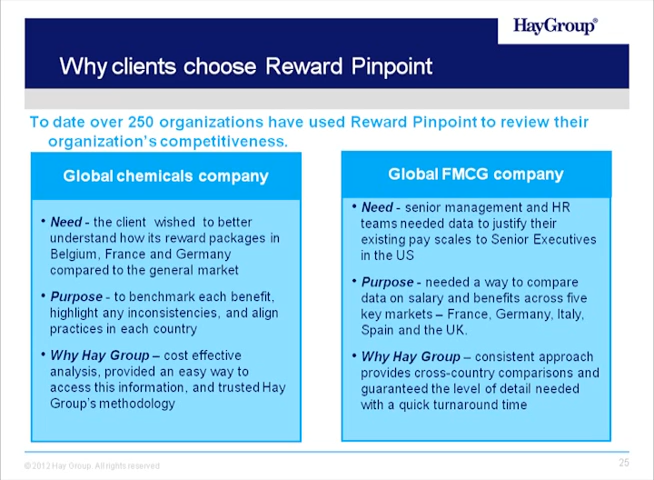 HayGroup®
Why clients choose Reward Pinpoint
To date over 250 organizations have used Reward Pinpoint to review their
organization's competitiveness.
Global chemicals company
• Need - the client wished to better
understand how its reward packages in
Belgium, France and Germany
compared to the general market
• Purpose - to benchmark each benefit,
highlight any inconsistencies, and align
practices in each country
• Why Hay Group – cost effective
analysis, provided an easy way to
access this information, and trusted Hay
Group's methodology
Global FMCG company
• Need - senior management and HR
teams needed data to justify their
existing pay scales to Senior Executives
in the US
• Purpose - needed a way to compare
data on salary and benefits across five
key markets – France, Germany, Italy,
Spain and the UK.
• Why Hay Group – consistent approach
provides cross-country comparisons and
guaranteed the level of detail needed
with a quick turnaround time
© 2012 Hay Group. All rights reserved
25